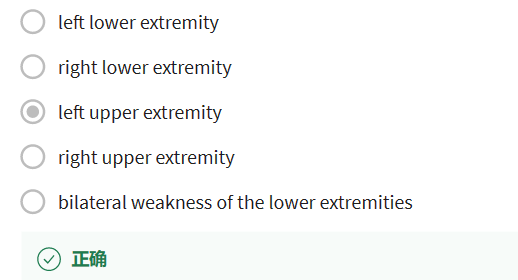 left lower extremity
right lower extremity
left upper extremity
right upper extremity
bilateral weakness of the lower extremities
正确